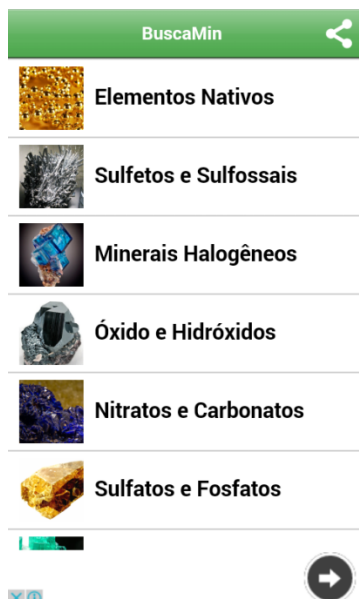 BuscaMin
Elementos Nativos
Sulfetos e Sulfossais
Minerais Halogêneos
Óxido e Hidróxidos
Nitratos e Carbonatos
Sulfatos e Fosfatos